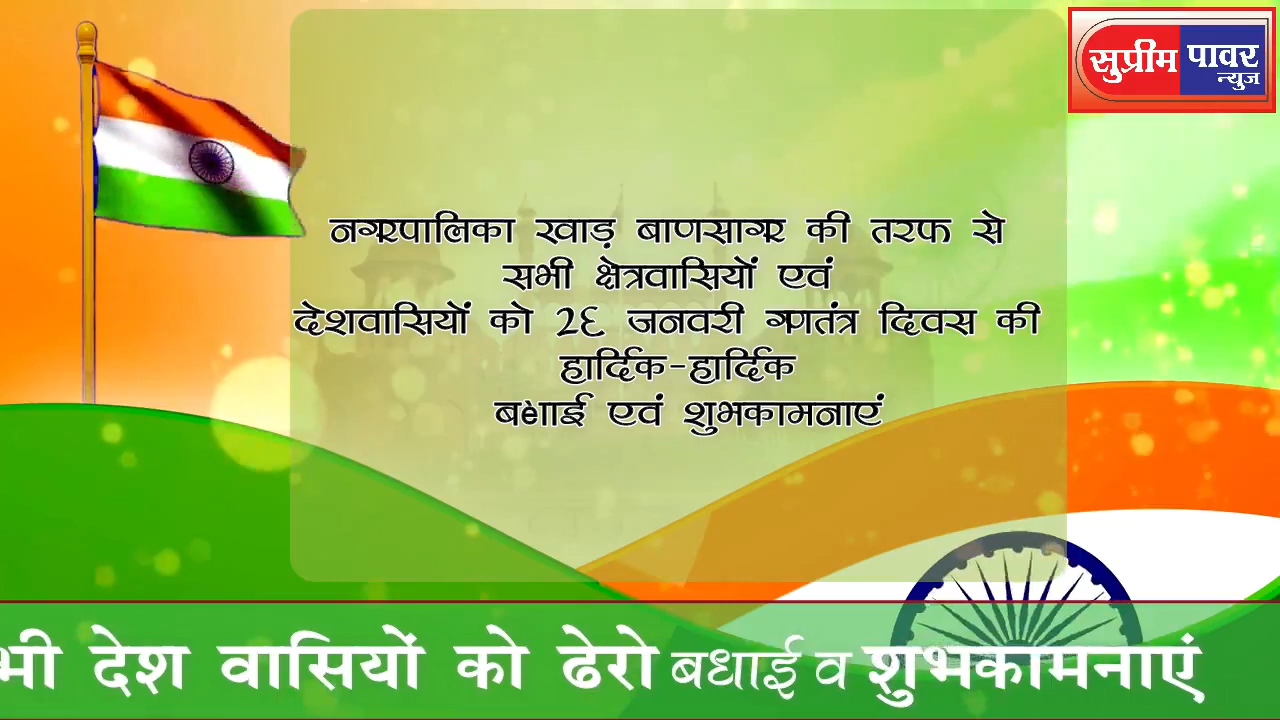 सुप्रीम पावर
न्युज
नगरपालिका खाड़ बाणसागर की तरफ से
सभी क्षेत्रवासियों एवं
देशवासियों को 26 जनवरी गणतंत्र दिवस की
हार्दिक-हार्दिक
बèााई एवं शुभकामनाएं
भी देश वासियों को ढेरो बधाई व शुभकामनाएं